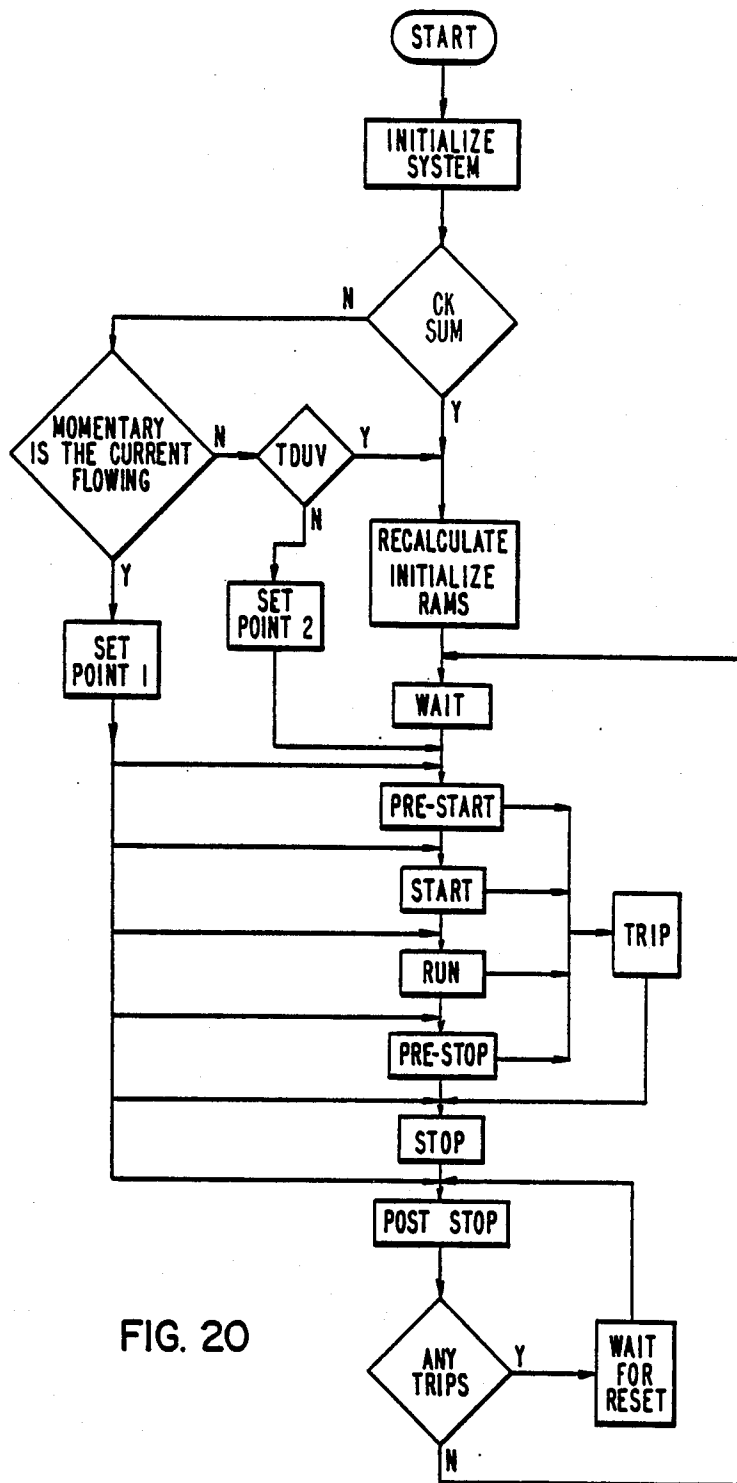 START
INITIALIZE
SYSTEM
N
CK
SUM
Y
MOMENTARY
IS THE CURRENT
FLOWING
N
TDUV
Y
N
Y
RECALCULATE
INITIALIZE
RAMS
SET
POINT 2
SET
POINT 1
WAIT
PRE-START
START
TRIP
RUN
PRE-STOP
STOP
POST STOP
FIG. 20
ANY
TRIPS
Y
WAIT
FOR
RESET
N